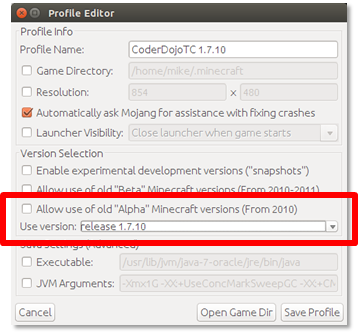 Profile Editor
Profile Info
Profile Name: CoderDojoTC 1.7.10
Game Directory: /home/mike/.minecraft
Resolution: 854 x 480
Automatically ask Mojang for assistance with fixing crashes
Launcher Visibility: Close launcher when game starts
Version Selection
Enable experimental development versions ("snapshots")
Allow use of old "Beta" Minecraft versions (From 2010-2011)
Allow use of old "Alpha" Minecraft versions (From 2010)
Use version: release 1.7.10
Java Settings (Advanced)
Executable: /usr/lib/jvm/java-7-oracle/jre/bin/java
JVM Arguments: -Xmx1G -XX:+UseConcMarkSweepGC -XX:+CM
Cancel Open Game Dir Save Profile